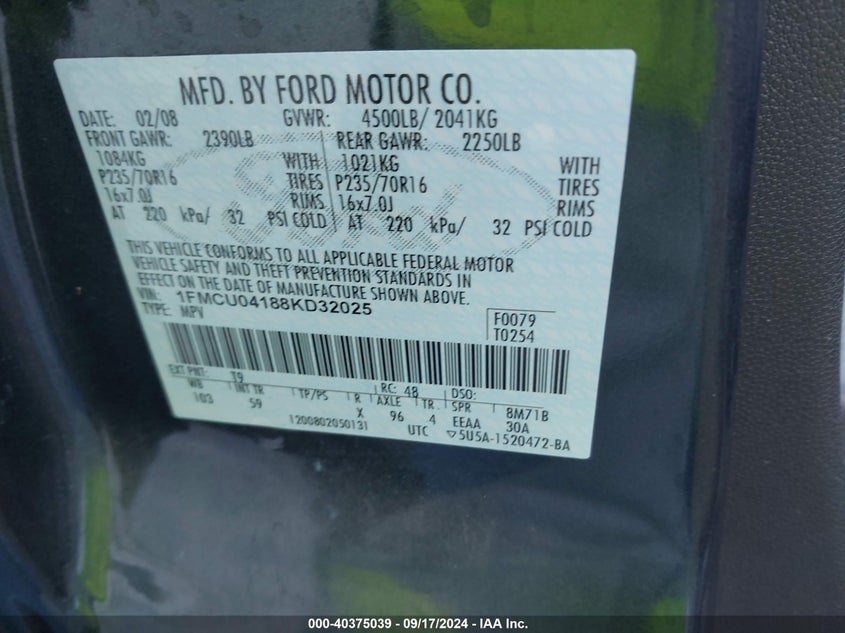 MFD. BY FORD MOTOR CO.
DATE: 02/08 GVWR: 4500LB/ 2041KG
FRONT GAWR: 2390LB REAR GAWR: 2250LB
1084KG WITH 1021KG WITH
P235/70R16 TIRES P235/70R16 TIRES
16x7.0J RIMS 16x7.0J RIMS
AT 220 kPa/ 32 PSI COLD AT 220 kPa/ 32 PSI COLD
Ford
THIS VEHICLE CONFORMS TO ALL APPLICABLE FEDERAL MOTOR
VEHICLE SAFETY AND THEFT PREVENTION STANDARDS IN
EFFECT ON THE DATE OF MANUFACTURE SHOWN ABOVE.
VIN: 1FMCU04188KD32025
TYPE: MPV
F0079
T0254
EXT PNT: T9 RC: 48 DSO:
WB INT TR TP/PS R AXLE TR SPR 8M71B
103 59 X 96 4 EEAA 30A
1200802050131 UTC ▽5U5A-1520472-BA
000-40375039 - 09/17/2024 - IAA Inc.